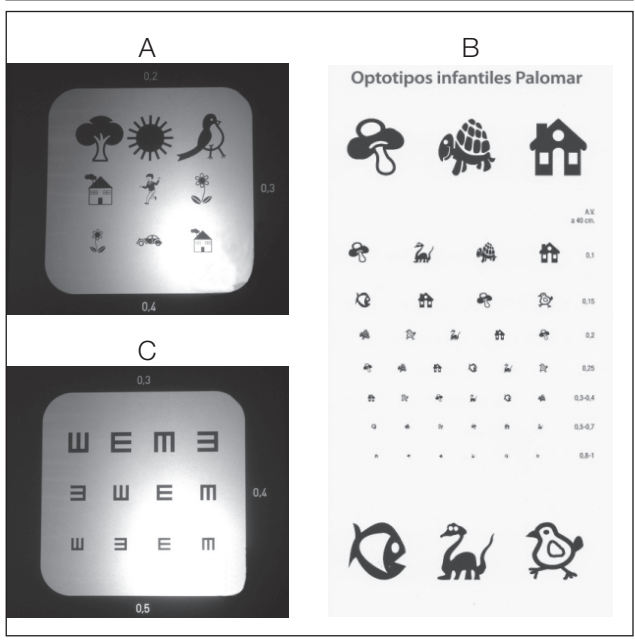 A
0,2
0,3
0,4
B
Optotipos infantiles Palomar
A.V.
a 40 cm.
0,1
0,15
0,2
0,25
0,3-0,4
0,5-0,7
0,8-1
C
0,3
Ш E m Ǝ
Ǝ Ш E m
0,4
Ш Ǝ E m
0,5